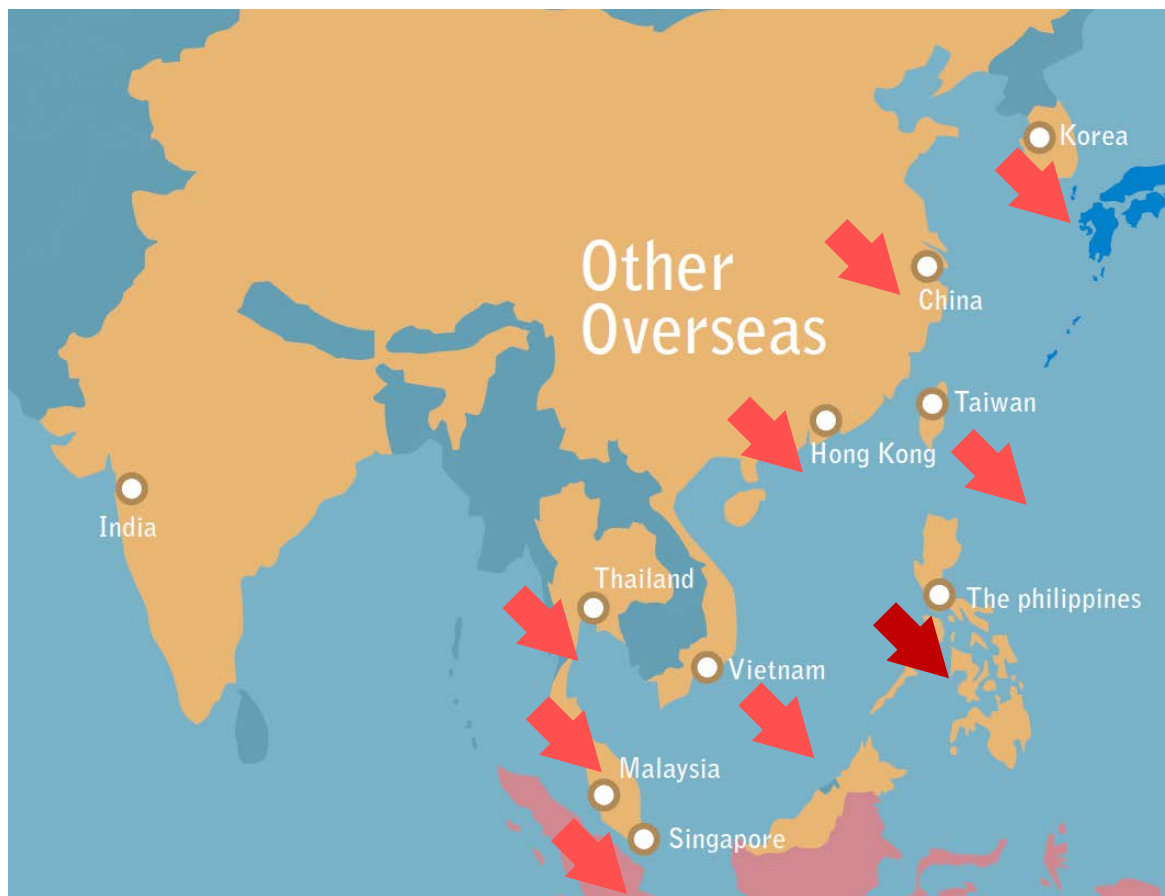 Korea
Other
Overseas
China
Taiwan
Hong Kong
India
Thailand
The philippines
Vietnam
Malaysia
Singapore